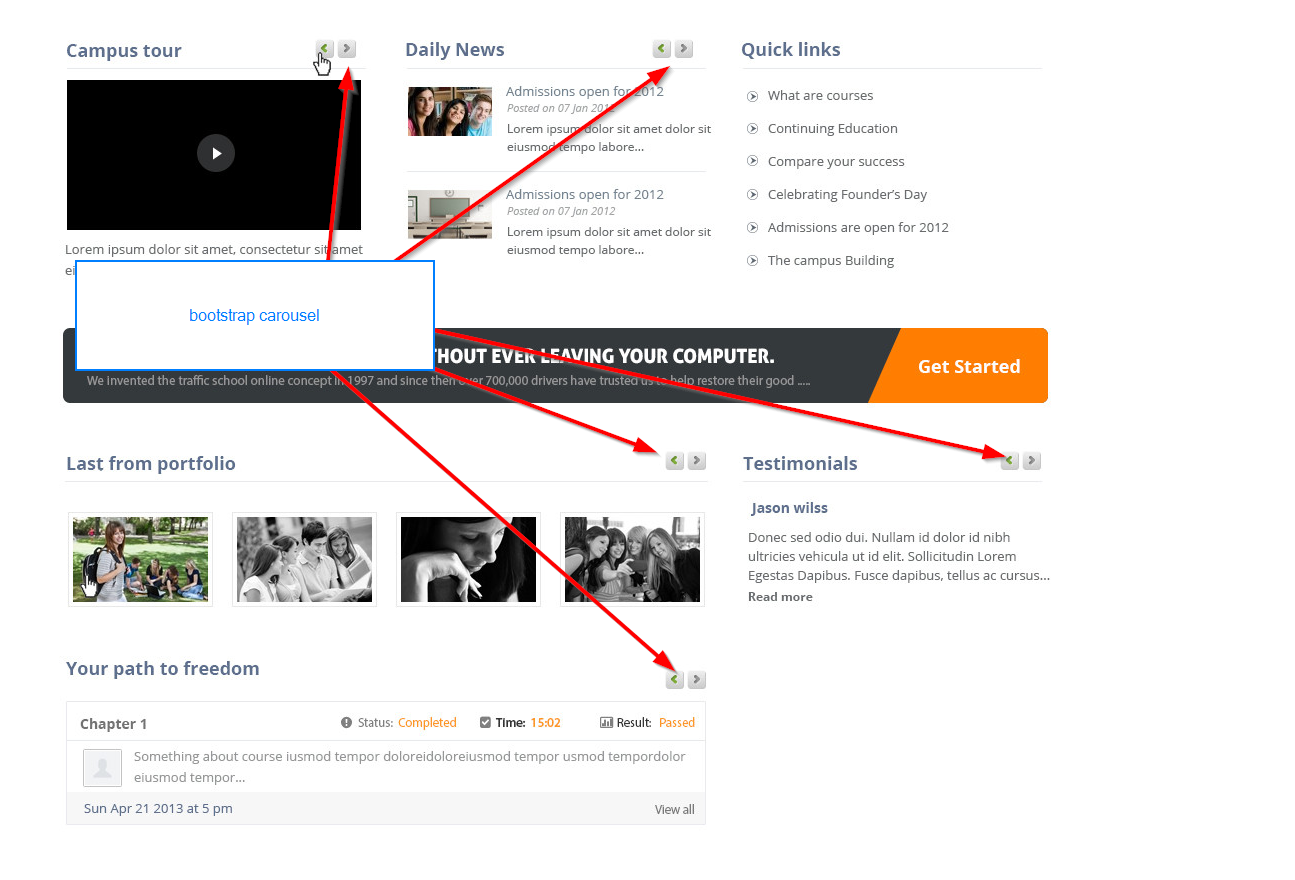 Campus tour
Lorem ipsum dolor sit amet, consectetur sit amet
bootstrap carousel
Daily News
Admissions open for 2012
Posted on 07 Jan 2012
Lorem ipsum dolor sit amet dolor sit
eiusmod tempo labore...
Admissions open for 2012
Posted on 07 Jan 2012
Lorem ipsum dolor sit amet dolor sit
eiusmod tempo labore...
Quick links
What are courses
Continuing Education
Compare your success
Celebrating Founder's Day
Admissions are open for 2012
The campus Building
EVER LEAVING YOUR COMPUTER.
We invented the traffic school online concept in 1997 and since then over 700,000 drivers have trusted us to help restore their good .....
Get Started
Last from portfolio
Testimonials
Jason wilss
Donec sed odio dui. Nullam id dolor id nibh
ultricies vehicula ut id elit. Sollicitudin Lorem
Egestas Dapibus. Fusce dapibus, tellus ac cursus...
Read more
Your path to freedom
Chapter 1 Status: Completed Time: 15:02 Result: Passed
Something about course iusmod tempor doloreidoloreiusmod tempor usmod tempordolor
eiusmod tempor...
Sun Apr 21 2013 at 5 pm View all